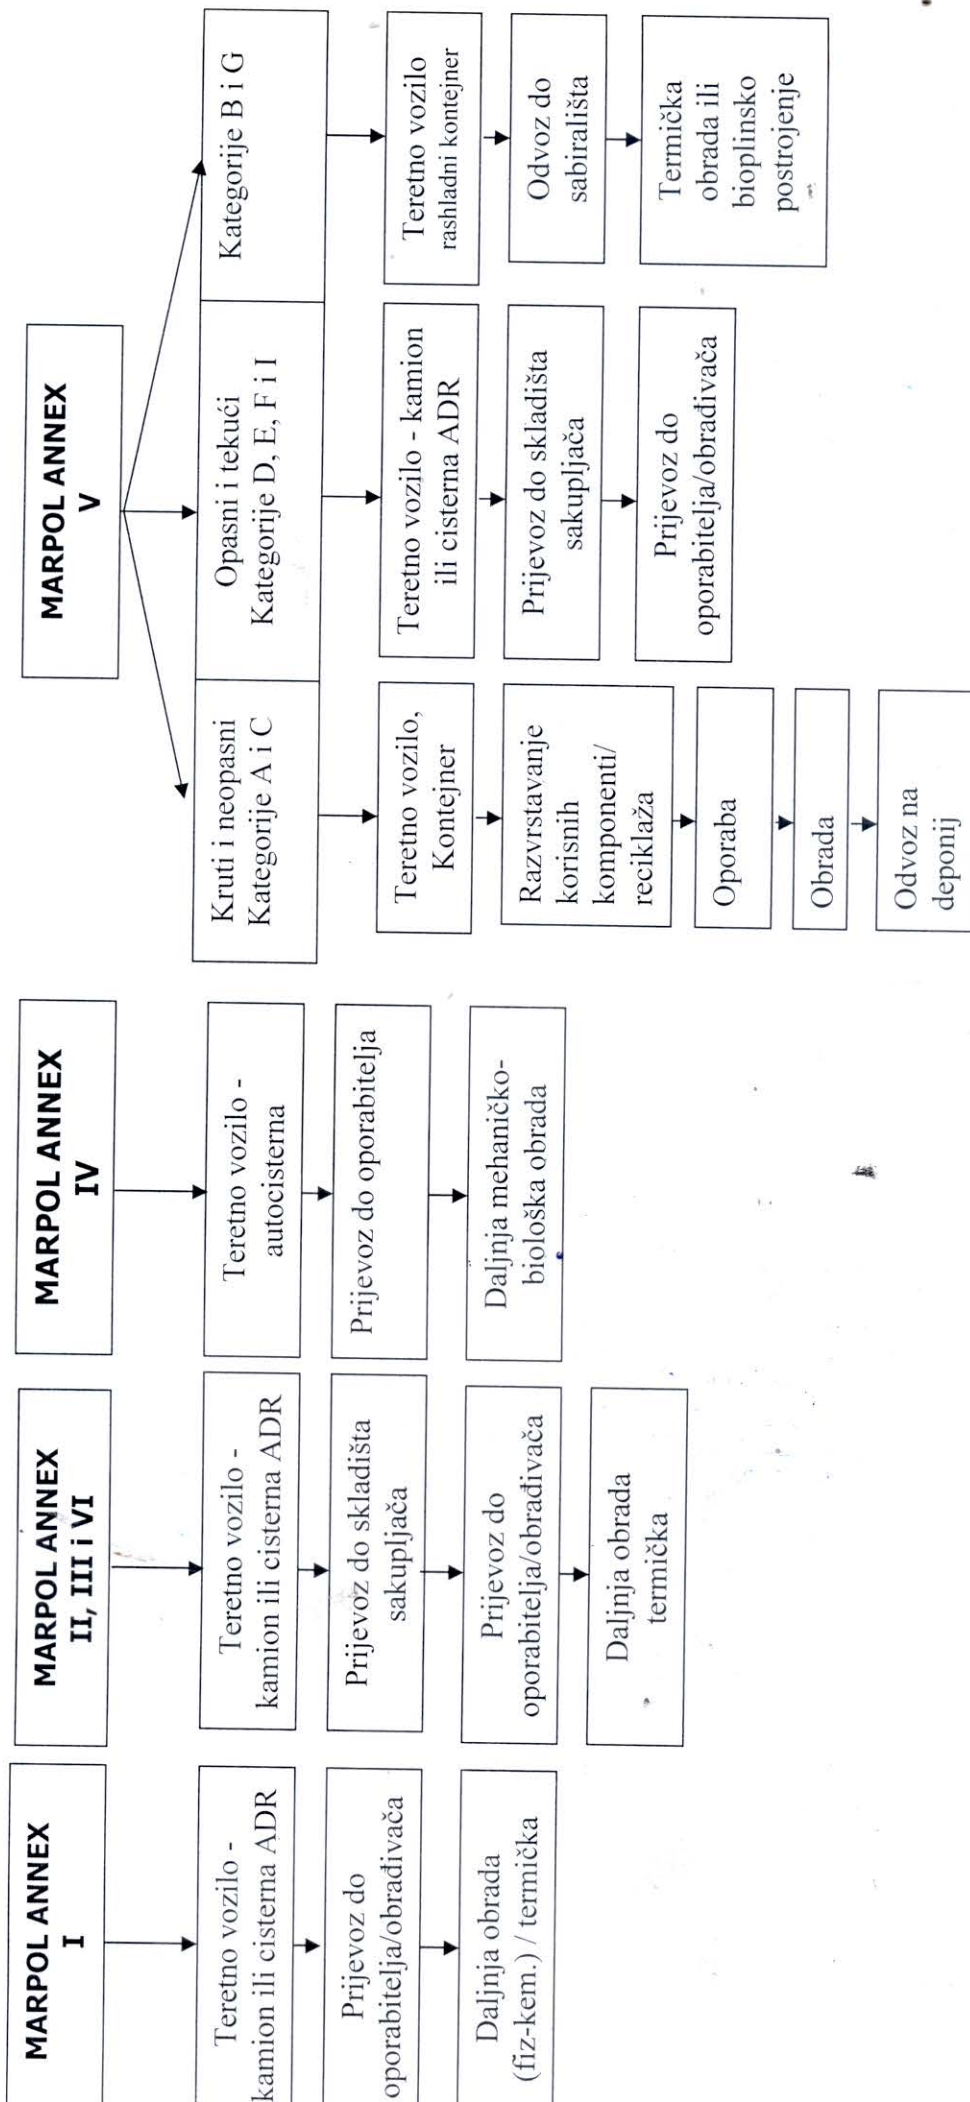 MARPOL ANNEX
I
Teretno vozilo -
kamion ili cisterna ADR
Prijevoz do
oporabitelja/obrađivača
Daljnja obrada
(fiz-kem.) / termička
MARPOL ANNEX
II, III i VI
Teretno vozilo -
kamion ili cisterna ADR
Prijevoz do skladišta
sakupljača
Prijevoz do
oporabitelja/obrađivača
Daljnja obrada
termička
MARPOL ANNEX
IV
Teretno vozilo -
autocisterna
Prijevoz do oporabitelja
Daljnja mehaničko-
biološka obrada
MARPOL ANNEX
V
Kruti i neopasni
Kategorije A i C
Teretno vozilo,
Kontejner
Razvrstavanje
korisnih
komponenti/
reciklaža
Oporaba
Obrada
Odvoz na
deponij
Opasni i tekući
Kategorije D, E, F i I
Teretno vozilo - kamion
ili cisterna ADR
Prijevoz do skladišta
sakupljača
Prijevoz do
oporabitelja/obrađivača
Kategorije B i G
Teretno vozilo
rashladni kontejner
Odvoz do
sabirališta
Termička
obrada ili
bioplinsko
postrojenje